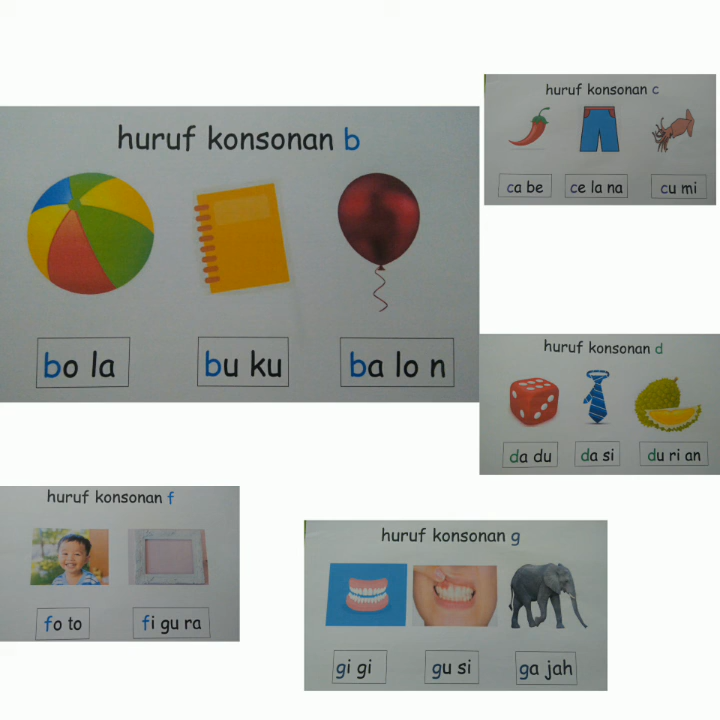 huruf konsonan b
bo la
bu ku
ba lo n
huruf konsonan c
ca be
ce la na
cu mi
huruf konsonan d
da du
da si
du ri an
huruf konsonan f
fo to
fi gu ra
huruf konsonan g
gi gi
gu si
ga jah